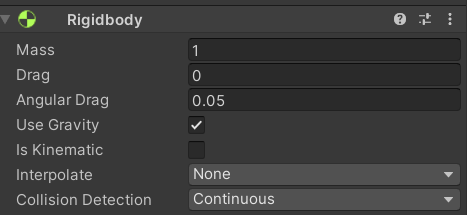 Rigidbody
Mass 1
Drag 0
Angular Drag 0.05
Use Gravity
Is Kinematic
Interpolate None
Collision Detection Continuous